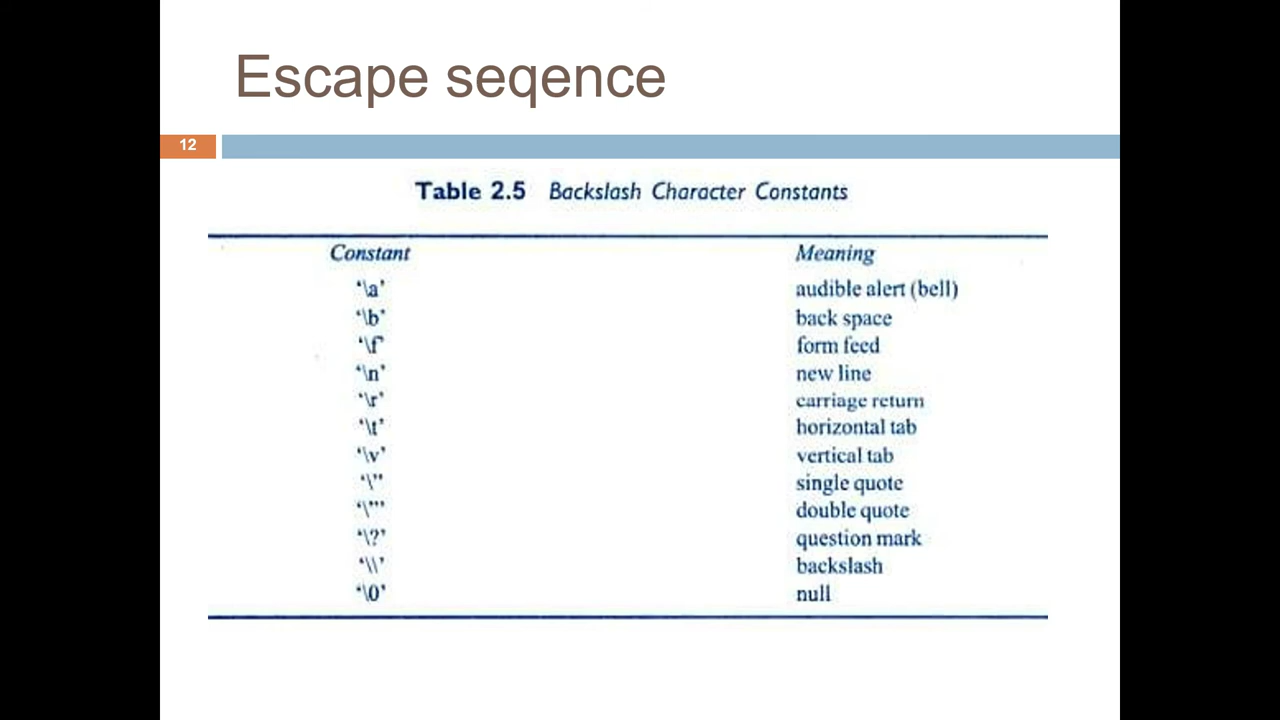 Escape seqence
12
Table 2.5 Backslash Character Constants
Constant Meaning
‘\a’ audible alert (bell)
‘\b’ back space
‘\f’ form feed
‘\n’ new line
‘\r’ carriage return
‘\t’ horizontal tab
‘\v’ vertical tab
‘\’’ single quote
‘\”’ double quote
‘\?’ question mark
‘\\’ backslash
‘\0’ null